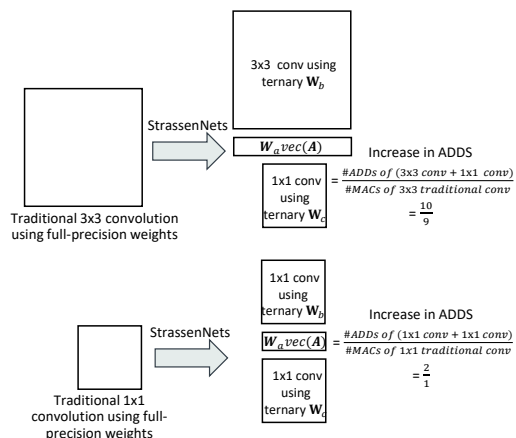 3x3 conv using
ternary W_b
StrassenNets
W_a vec(A)
Increase in ADDS
1x1 conv
using
ternary W_c
= #ADDs of (3x3 conv + 1x1 conv) / #MACs of 3x3 traditional conv
= 10/9
Traditional 3x3 convolution
using full-precision weights
1x1 conv
using
ternary W_b
StrassenNets
W_a vec(A)
Increase in ADDS
= #ADDs of (1x1 conv + 1x1 conv) / #MACs of 1x1 traditional conv
= 2/1
1x1 conv
using
ternary W_c
Traditional 1x1
convolution using full-
precision weights